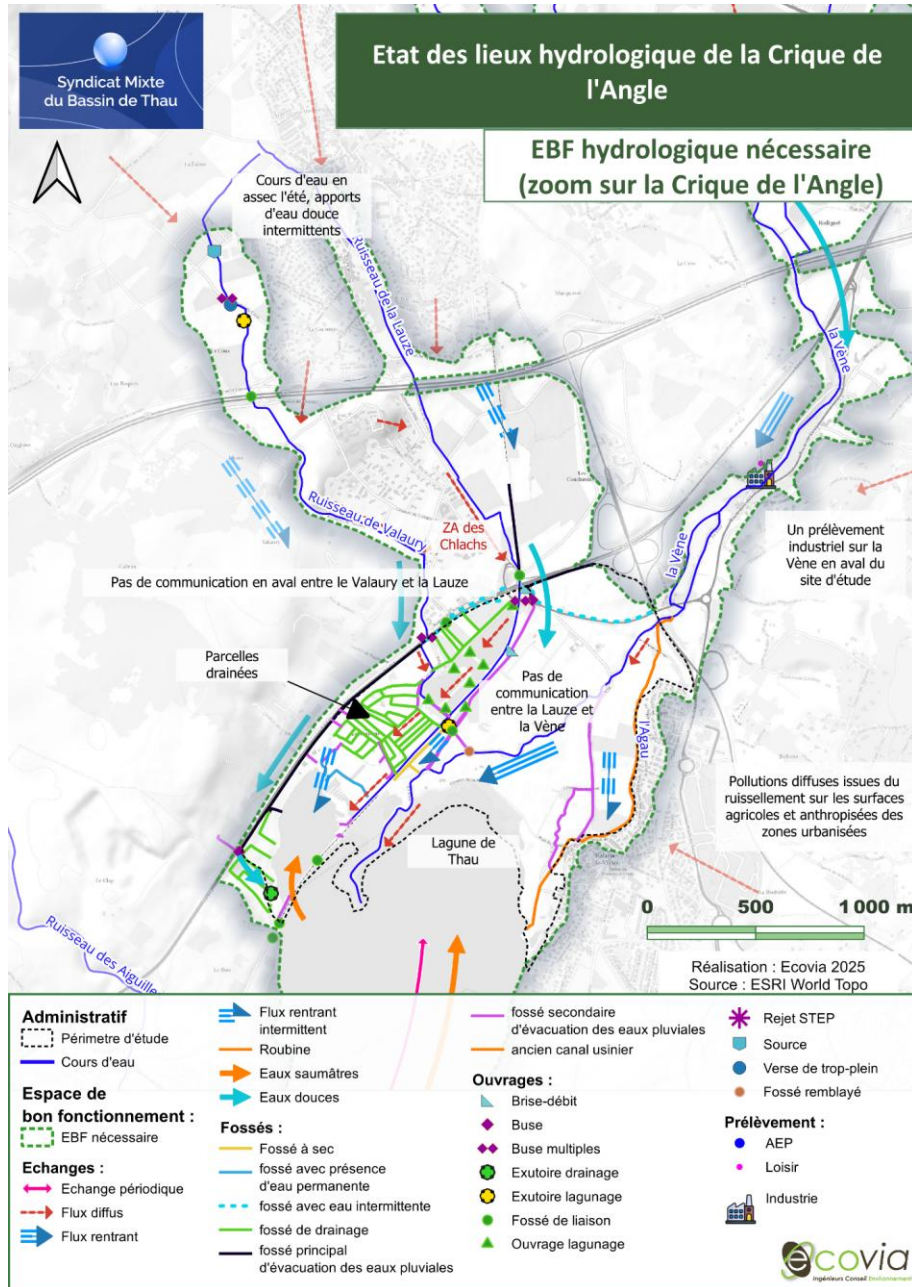 Syndicat Mixte
du Bassin de Thau
Etat des lieux hydrologique de la Crique de
l'Angle
EBF hydrologique nécessaire
(zoom sur la Crique de l'Angle)
Cours d'eau en
assec l'été, apports
d'eau douce
intermittents
Ruisseau de la Lauze
la Vène
Ruisseau de Valaury
ZA des
Chlachs
la Vène
Un prélèvement
industriel sur la
Vène en aval du
site d'étude
Pas de communication en aval entre le Valaury et la Lauze
Parcelles
drainées
Pas de
communication
entre la Lauze et
la Vène
l'Agau
Pollutions diffuses issues du
ruissellement sur les surfaces
agricoles et anthropisées des
zones urbanisées
Lagune de
Thau
Ruisseau des Aiguille
0 500 1 000 m
Réalisation : Ecovia 2025
Source : ESRI World Topo
Administratif
Périmètre d'étude
Cours d'eau
Espace de
bon fonctionnement :
EBF nécessaire
Echanges :
Echange périodique
Flux diffus
Flux rentrant
Flux rentrant
intermittent
Roubine
Eaux saumâtres
Eaux douces
Fossés :
Fossé à sec
fossé avec présence
d'eau permanente
fossé avec eau intermittente
fossé de drainage
fossé principal
d'évacuation des eaux pluviales
fossé secondaire
d'évacuation des eaux pluviales
ancien canal usinier
Ouvrages :
Brise-débit
Buse
Buse multiples
Exutoire drainage
Exutoire lagunage
Fossé de liaison
Ouvrage lagunage
Rejet STEP
Source
Verse de trop-plein
Fossé remblayé
Prélèvement :
AEP
Loisir
Industrie
ecovia
Ingénieurs Conseil Environnement